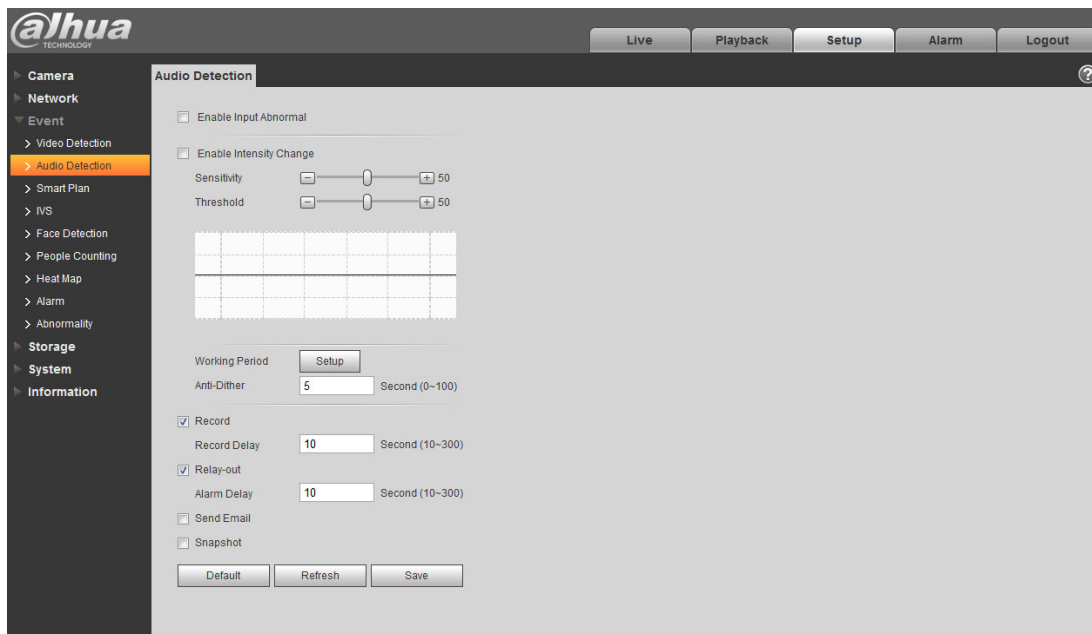 alhua
TECHNOLOGY
Live Playback Setup Alarm Logout
Camera
Network
Event
Video Detection
Audio Detection
Smart Plan
IVS
Face Detection
People Counting
Heat Map
Alarm
Abnormality
Storage
System
Information
Audio Detection
?
Enable Input Abnormal
Enable Intensity Change
Sensitivity - + 50
Threshold - + 50
Working Period Setup
Anti-Dither 5 Second (0~100)
Record
Record Delay 10 Second (10~300)
Relay-out
Alarm Delay 10 Second (10~300)
Send Email
Snapshot
Default Refresh Save